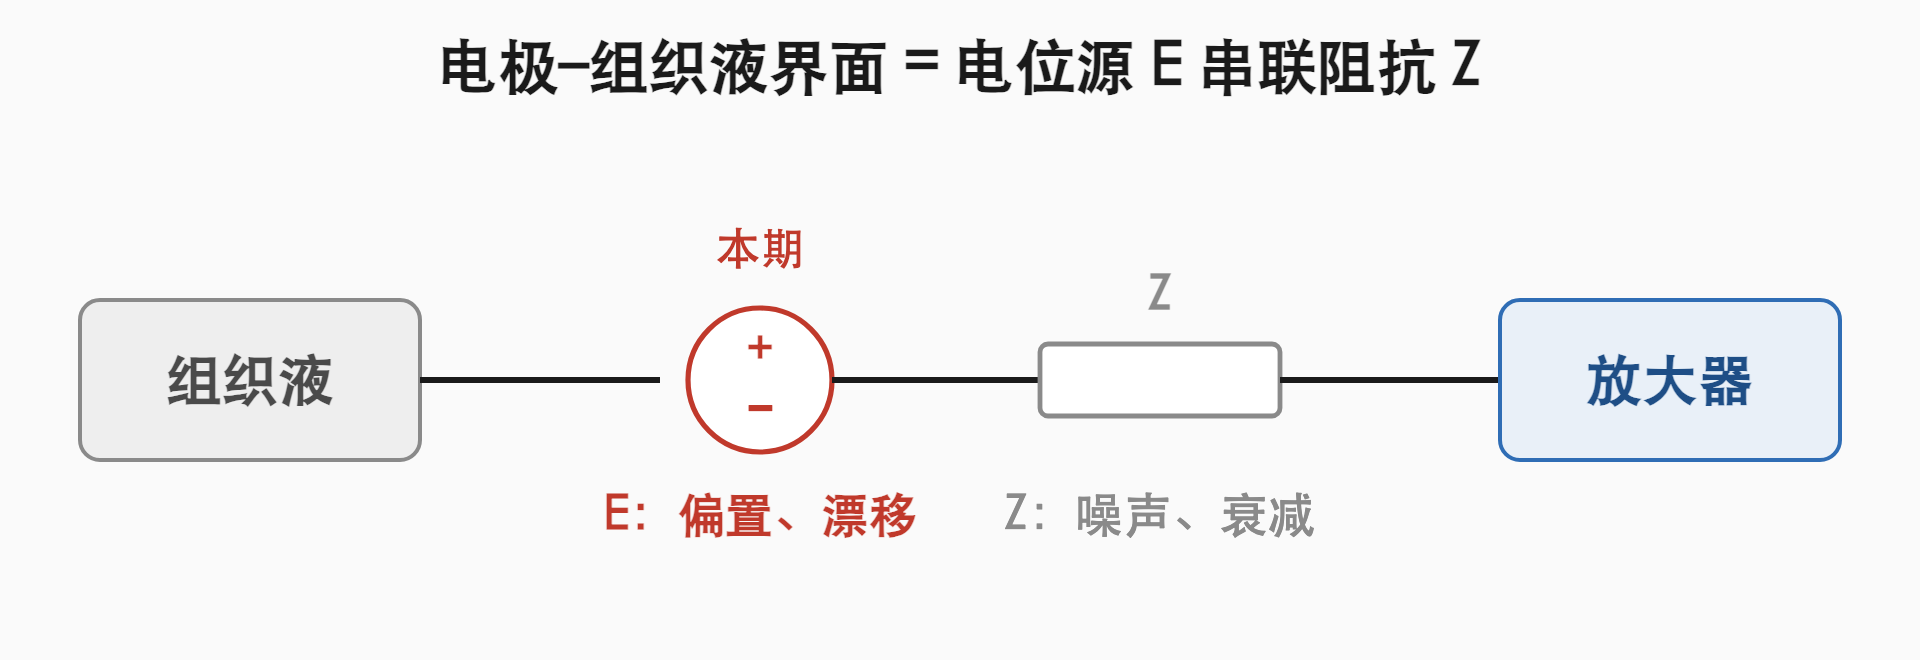 电极–组织液界面 = 电位源 E 串联阻抗 Z
本期
Z
组织液
+
−
放大器
E：偏置、漂移
Z：噪声、衰减